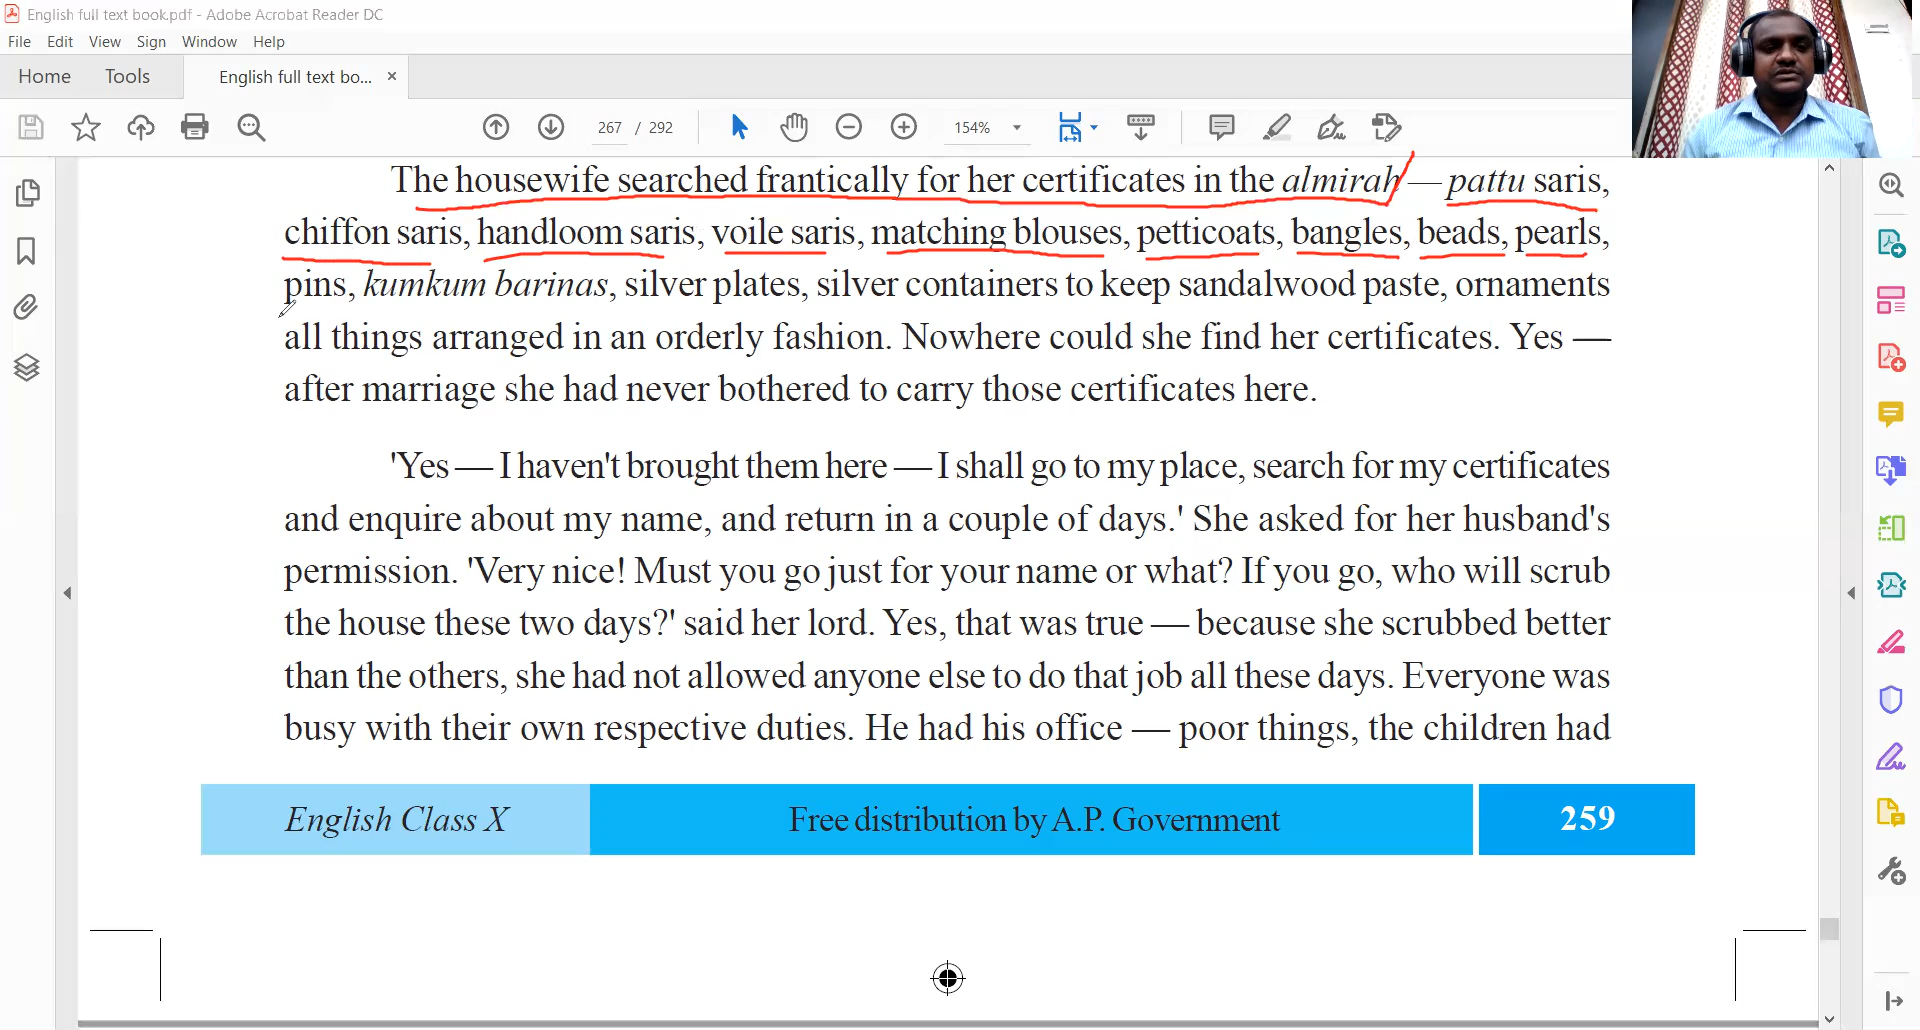 English full text book.pdf - Adobe Acrobat Reader DC
File Edit View Sign Window Help
Home Tools English full text bo... ×
267 / 292 154%
The housewife searched frantically for her certificates in the almirah — pattu saris,
chiffon saris, handloom saris, voile saris, matching blouses, petticoats, bangles, beads, pearls,
pins, kumkum barinas, silver plates, silver containers to keep sandalwood paste, ornaments
all things arranged in an orderly fashion. Nowhere could she find her certificates. Yes —
after marriage she had never bothered to carry those certificates here.
'Yes — I haven't brought them here — I shall go to my place, search for my certificates
and enquire about my name, and return in a couple of days.' She asked for her husband's
permission. 'Very nice! Must you go just for your name or what? If you go, who will scrub
the house these two days?' said her lord. Yes, that was true — because she scrubbed better
than the others, she had not allowed anyone else to do that job all these days. Everyone was
busy with their own respective duties. He had his office — poor things, the children had
English Class X Free distribution by A.P. Government 259